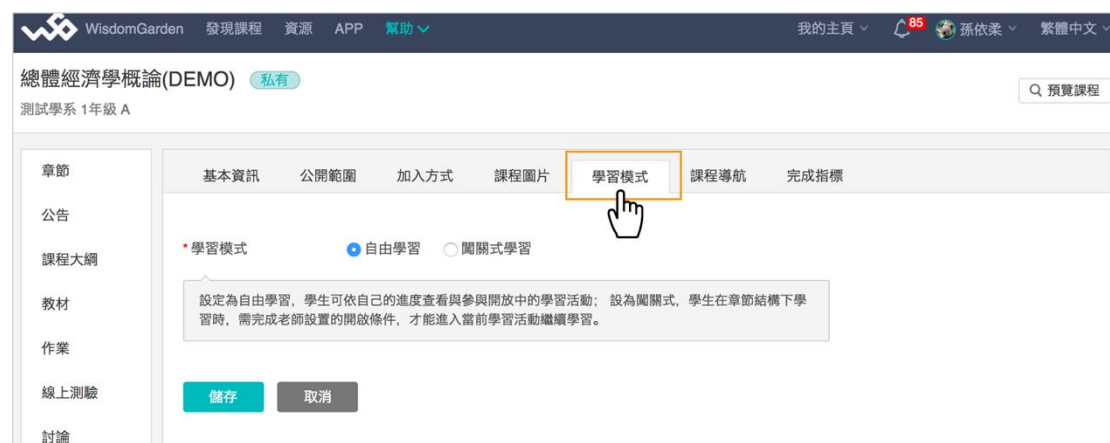 WisdomGarden 發現課程 資源 APP 幫助 我的主頁 85 孫依柔 繁體中文
總體經濟學概論(DEMO) 私有
預覽課程
測試學系 1年級 A
章節
公告
課程大綱
教材
作業
線上測驗
討論
基本資訊 公開範圍 加入方式 課程圖片 學習模式 課程導航 完成指標
*學習模式 自由學習 闖關式學習
設定為自由學習，學生可依自己的進度查看與參與開放中的學習活動； 設為闖關式，學生在章節結構下學
習時，需完成老師設置的開啟條件，才能進入當前學習活動繼續學習。
儲存 取消